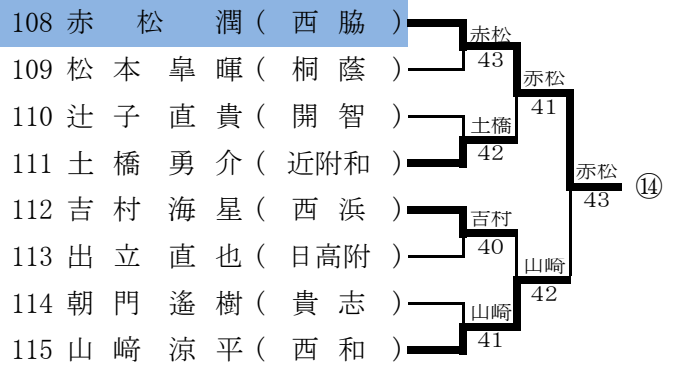 108 赤 松 潤 ( 西 脇 )
109 松 本 皐 暉 ( 桐 蔭 )
110 辻 子 直 貴 ( 開 智 )
111 土 橋 勇 介 ( 近附和 )
112 吉 村 海 星 ( 西 浜 )
113 出 立 直 也 ( 日高附 )
114 朝 門 遙 樹 ( 貴 志 )
115 山 﨑 涼 平 ( 西 和 )
赤松
43
土橋
42
吉村
40
山崎
41
赤松
41
山崎
42
赤松
43
⑭